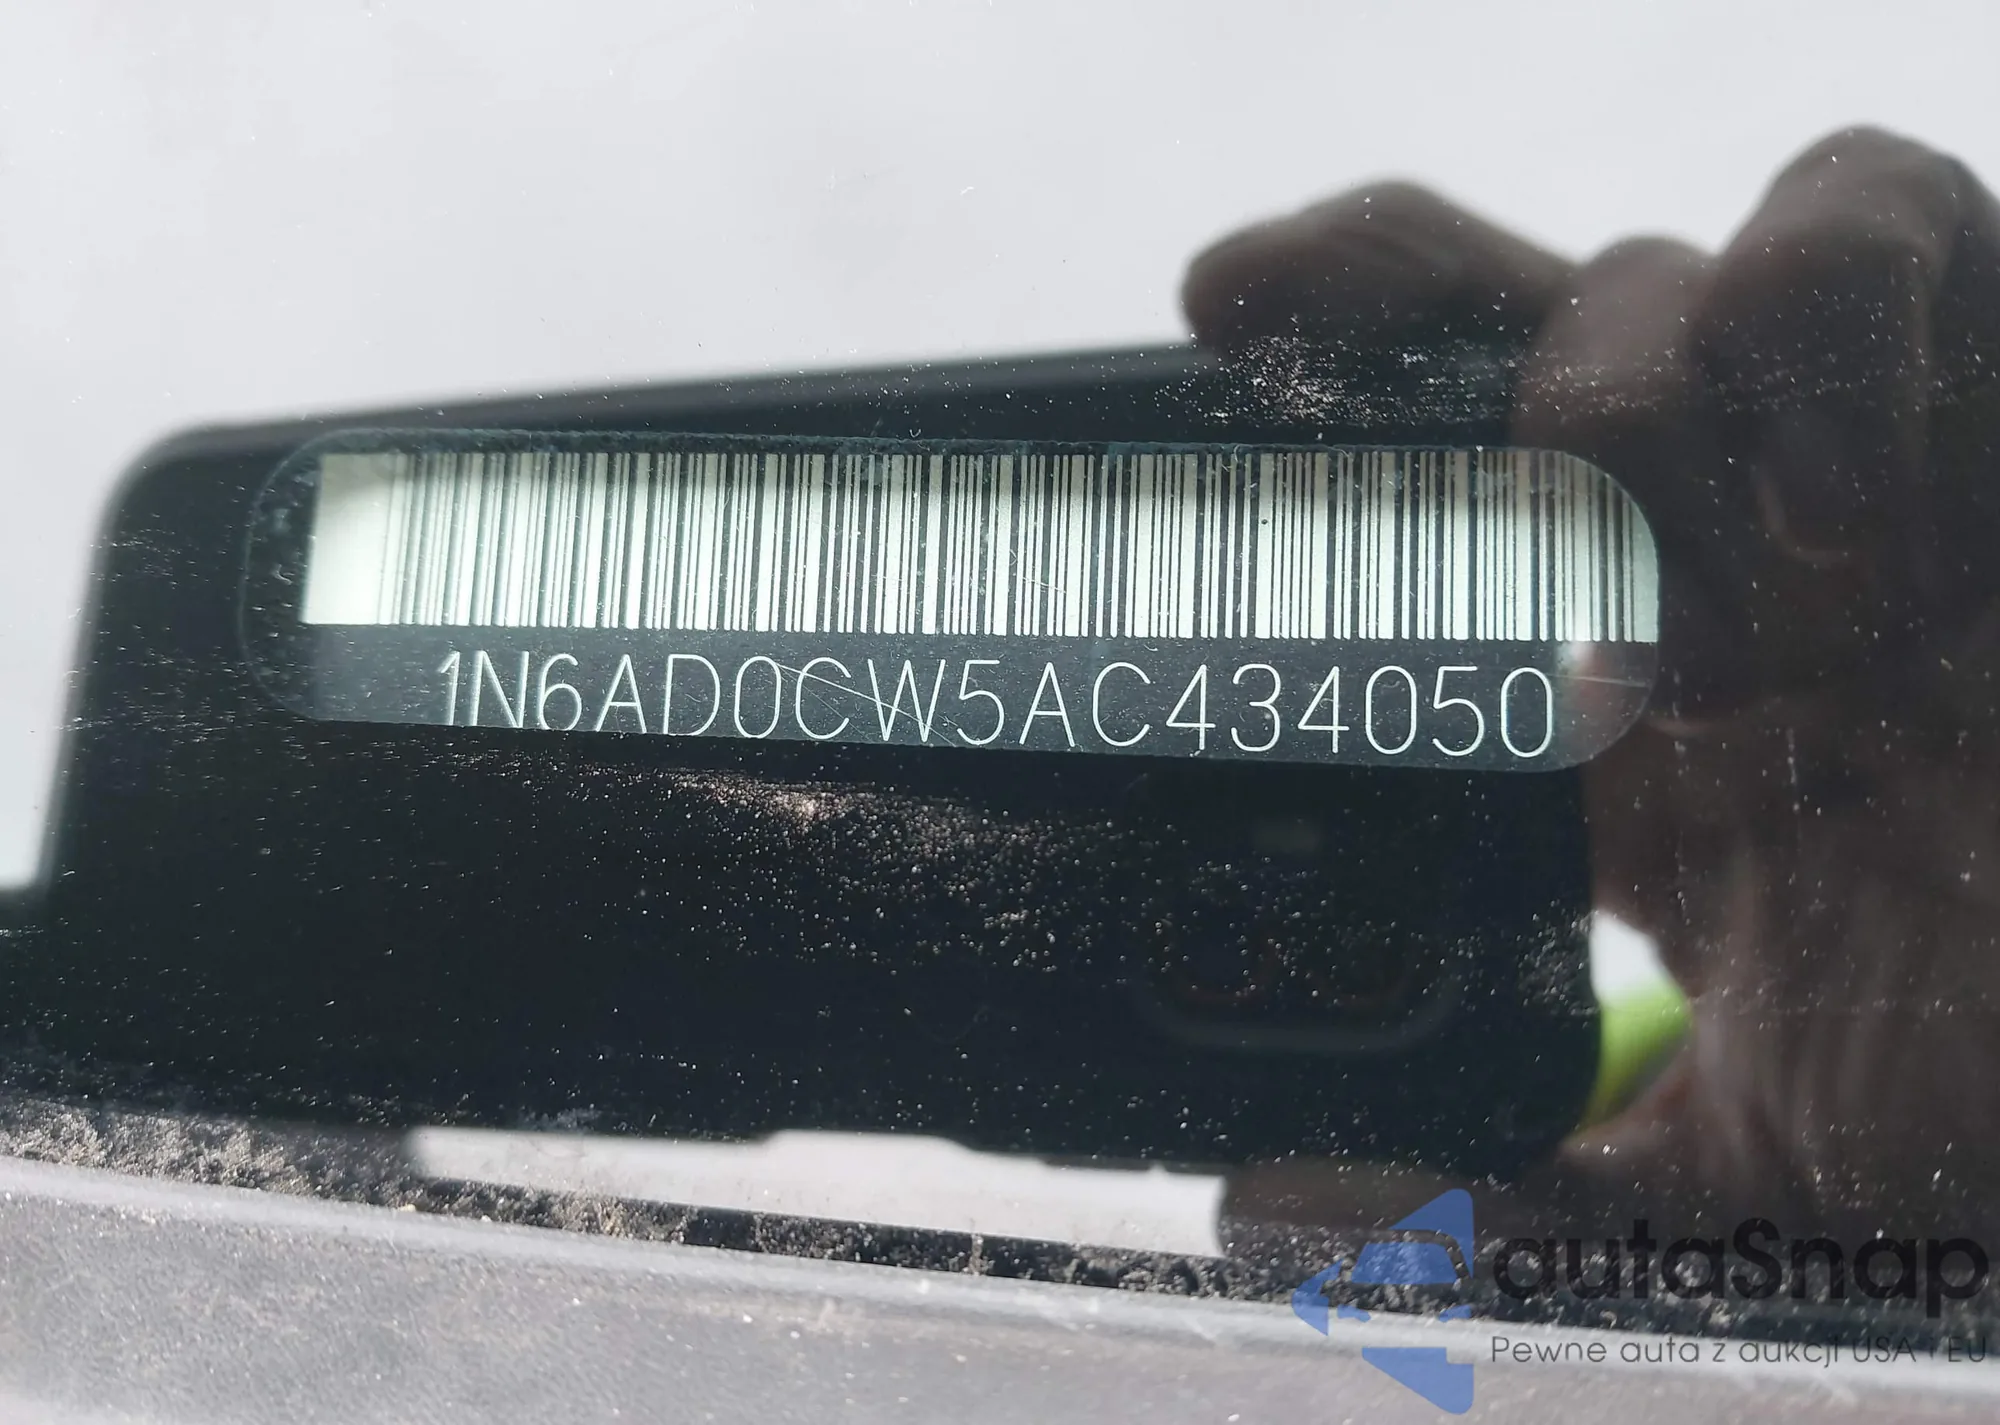 1N6AD0CW5AC434050
autaSnap
Pewne auta z aukcji USA i EU